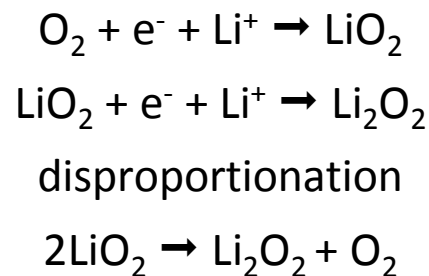 O₂ + e⁻ + Li⁺ → LiO₂
LiO₂ + e⁻ + Li⁺ → Li₂O₂
disproportionation
2LiO₂ → Li₂O₂ + O₂